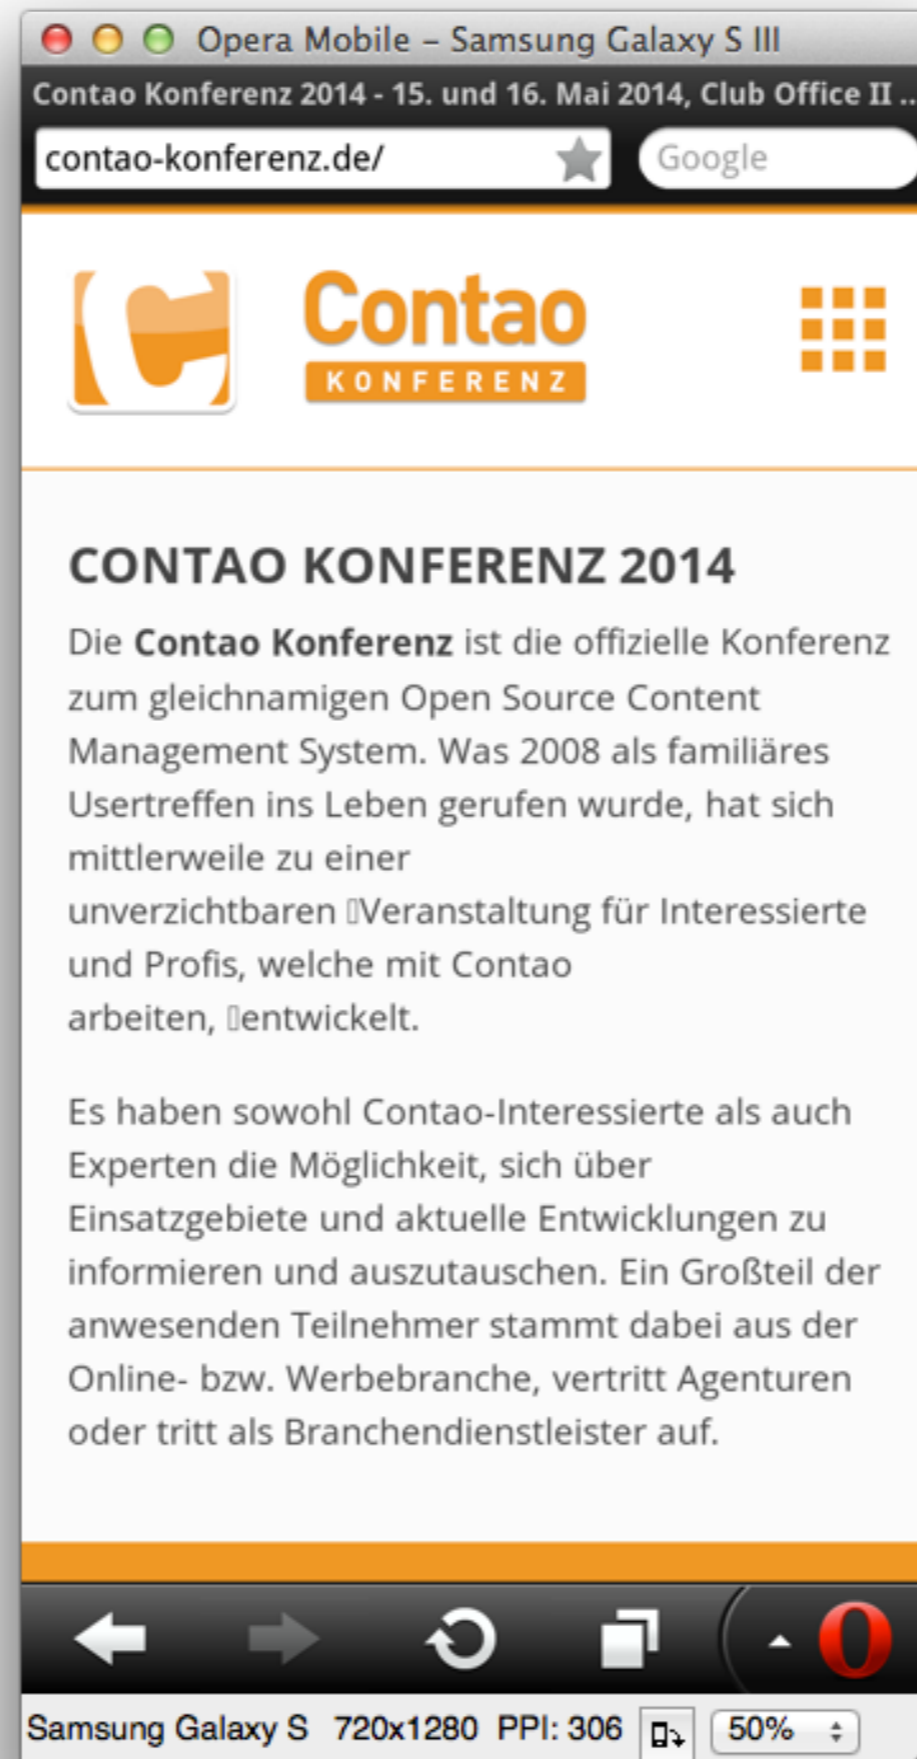 Opera Mobile – Samsung Galaxy S III
Contao Konferenz 2014 - 15. und 16. Mai 2014, Club Office II ...
contao-konferenz.de/ Google
Contao
KONFERENZ
CONTAO KONFERENZ 2014
Die Contao Konferenz ist die offizielle Konferenz
zum gleichnamigen Open Source Content
Management System. Was 2008 als familiäres
Usertreffen ins Leben gerufen wurde, hat sich
mittlerweile zu einer
unverzichtbaren ▯Veranstaltung für Interessierte
und Profis, welche mit Contao
arbeiten, ▯entwickelt.
Es haben sowohl Contao-Interessierte als auch
Experten die Möglichkeit, sich über
Einsatzgebiete und aktuelle Entwicklungen zu
informieren und auszutauschen. Ein Großteil der
anwesenden Teilnehmer stammt dabei aus der
Online- bzw. Werbebranche, vertritt Agenturen
oder tritt als Branchendienstleister auf.
Samsung Galaxy S 720x1280 PPI: 306 50%